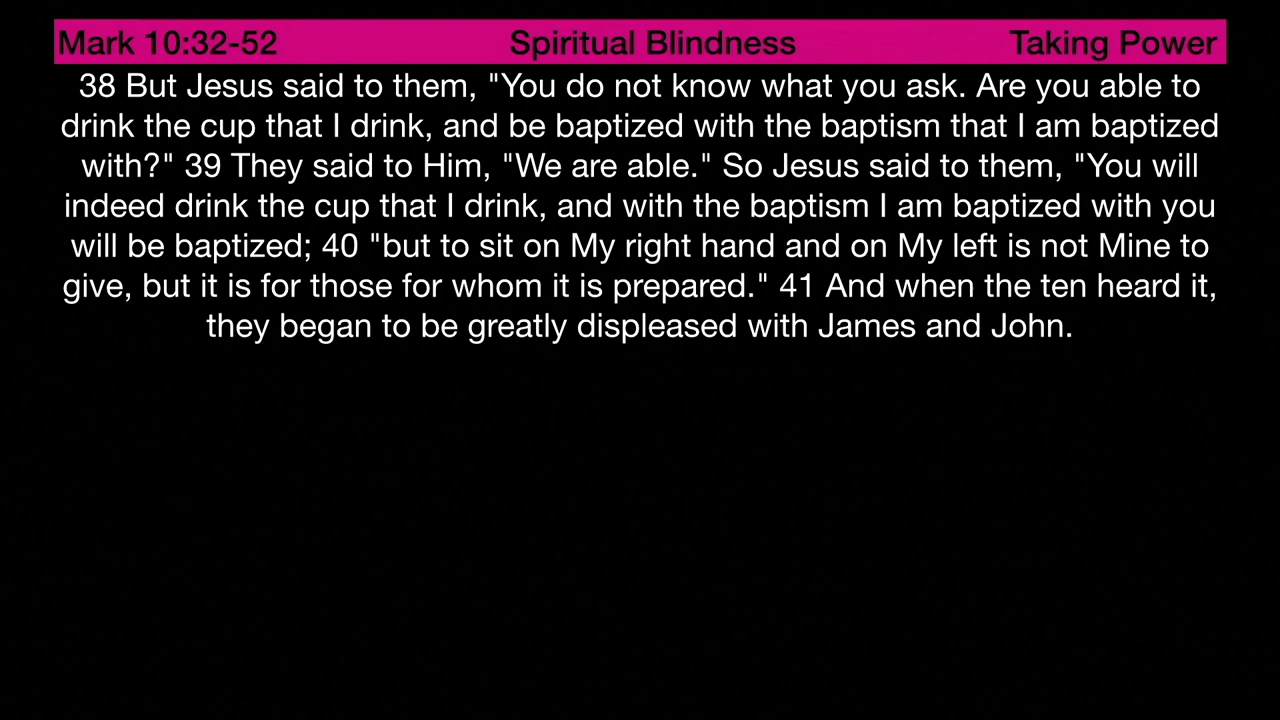 Mark 10:32-52 Spiritual Blindness Taking Power
38 But Jesus said to them, "You do not know what you ask. Are you able to
drink the cup that I drink, and be baptized with the baptism that I am baptized
with?" 39 They said to Him, "We are able." So Jesus said to them, "You will
indeed drink the cup that I drink, and with the baptism I am baptized with you
will be baptized; 40 "but to sit on My right hand and on My left is not Mine to
give, but it is for those for whom it is prepared." 41 And when the ten heard it,
they began to be greatly displeased with James and John.